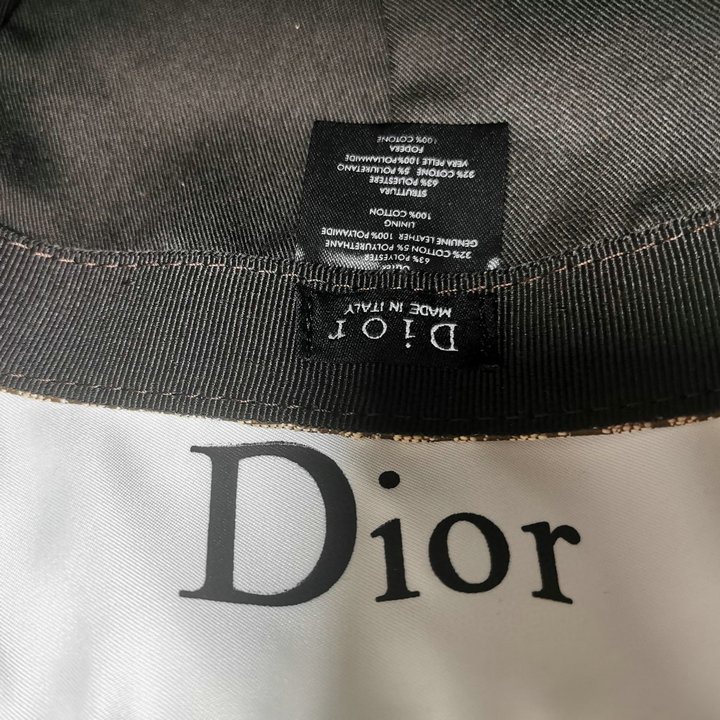 Dior
MADE IN ITALY
63% POLYESTER
32% COTTON 5% POLYURETHANE
GENUINE LEATHER 100% POLYAMIDE
LINING
100% COTTON
STRUTTURA
63% POLIESTERE
32% COTONE 5% POLIURETANO
VERA PELLE 100%POLIAMIDE
FODERA
100% COTONE
Dior